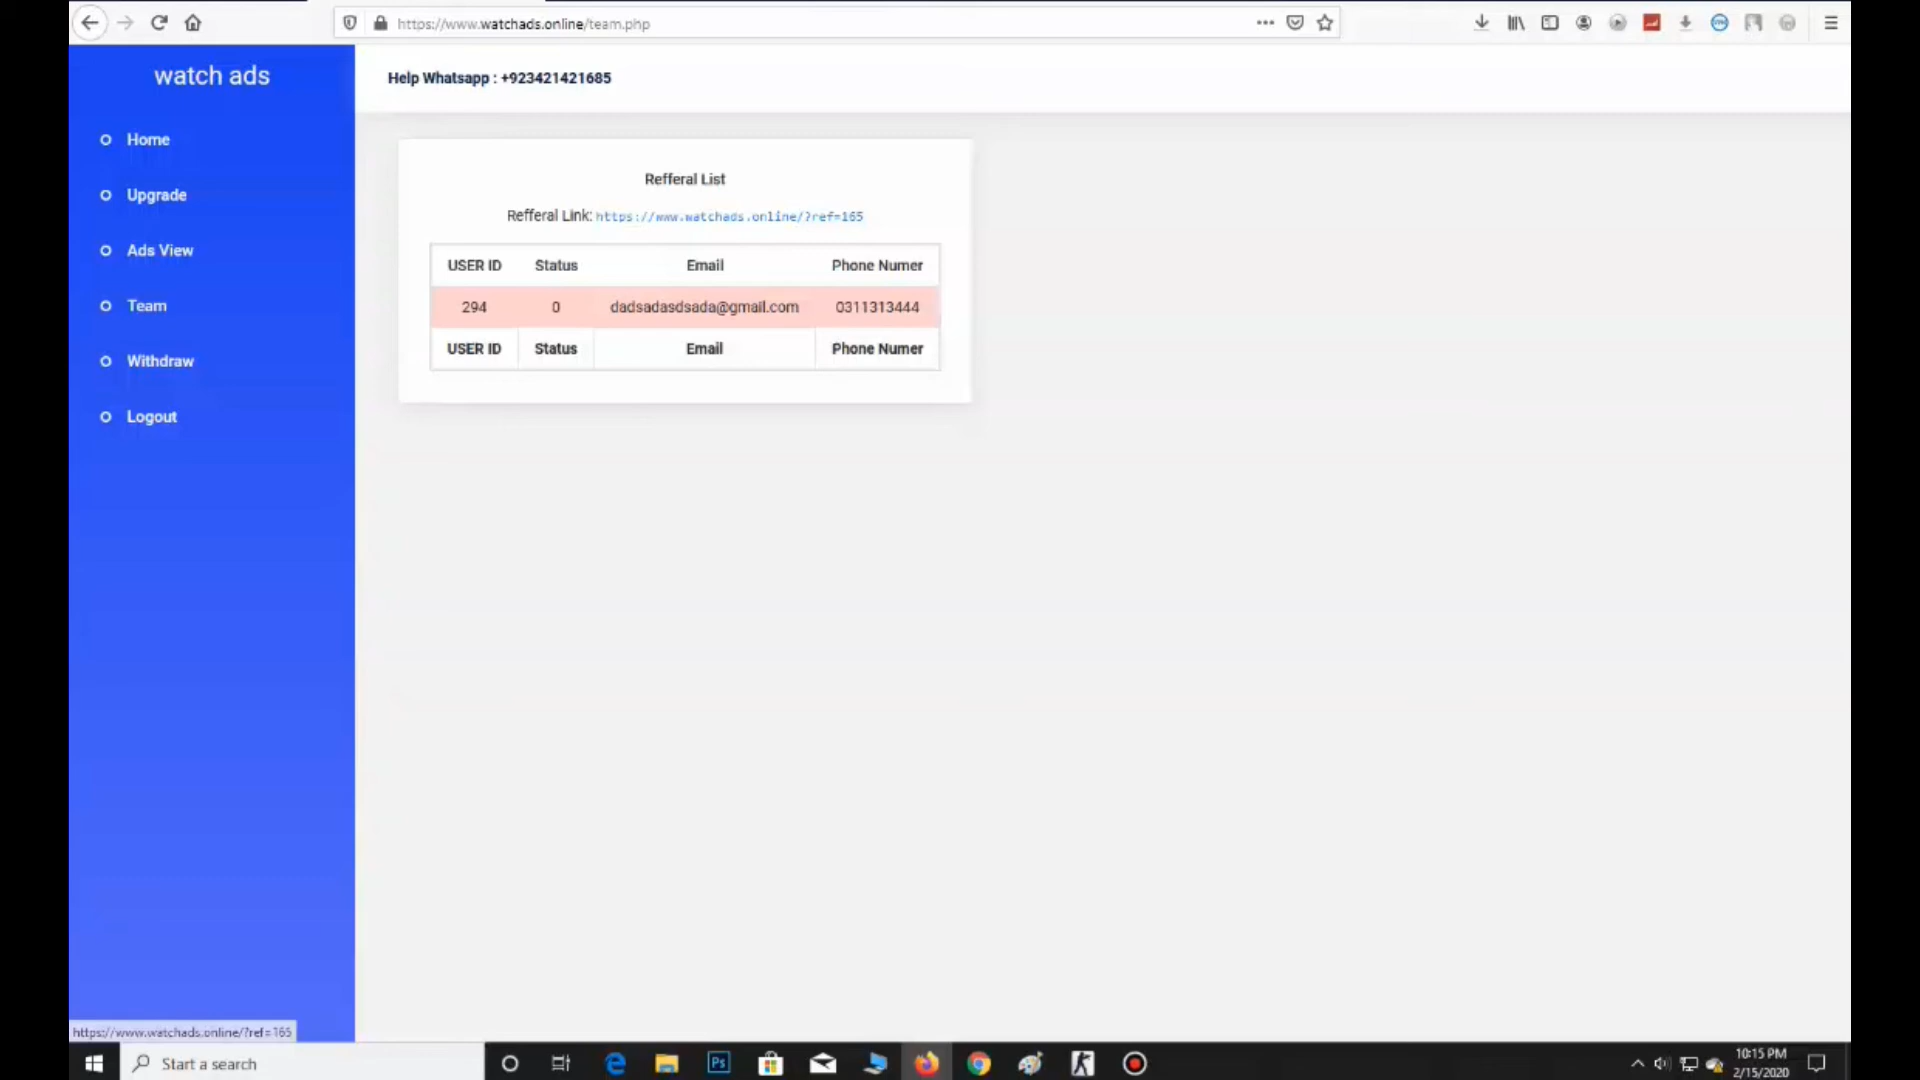 https://www.watchads.online/team.php
watch ads
Help Whatsapp : +923421421685
Home
Upgrade
Ads View
Team
Withdraw
Logout
Refferal List
Refferal Link: https://www.watchads.online/?ref=165
USER ID Status Email Phone Numer
294 0 dadsadasdsada@gmail.com 0311313444
USER ID Status Email Phone Numer
https://www.watchads.online/?ref=165
Start a search
Ps
10:15 PM
2/15/2020